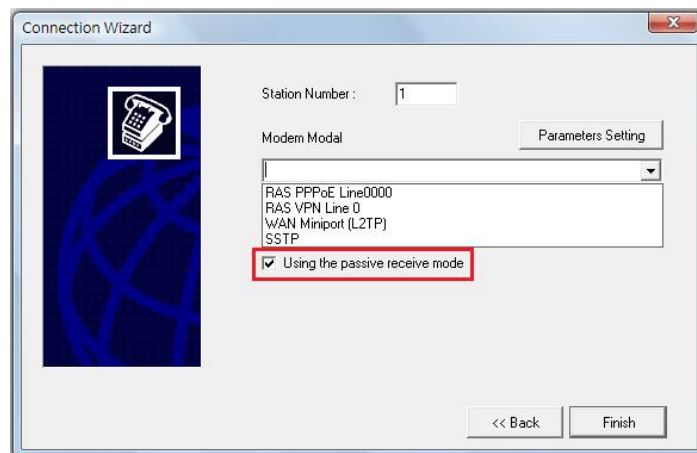 Connection Wizard
Station Number :
1
Modem Modal
Parameters Setting
RAS PPPoE Line0000
RAS VPN Line 0
WAN Miniport (L2TP)
SSTP
Using the passive receive mode
<< Back
Finish